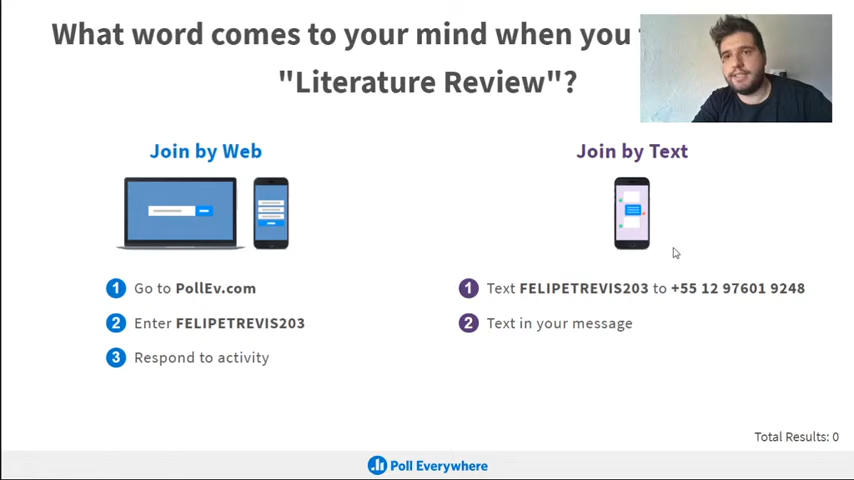 What word comes to your mind when you
"Literature Review"?
Join by Web
1 Go to PollEv.com
2 Enter FELIPETREVIS203
3 Respond to activity
Join by Text
1 Text FELIPETREVIS203 to +55 12 97601 9248
2 Text in your message
Total Results: 0
Poll Everywhere